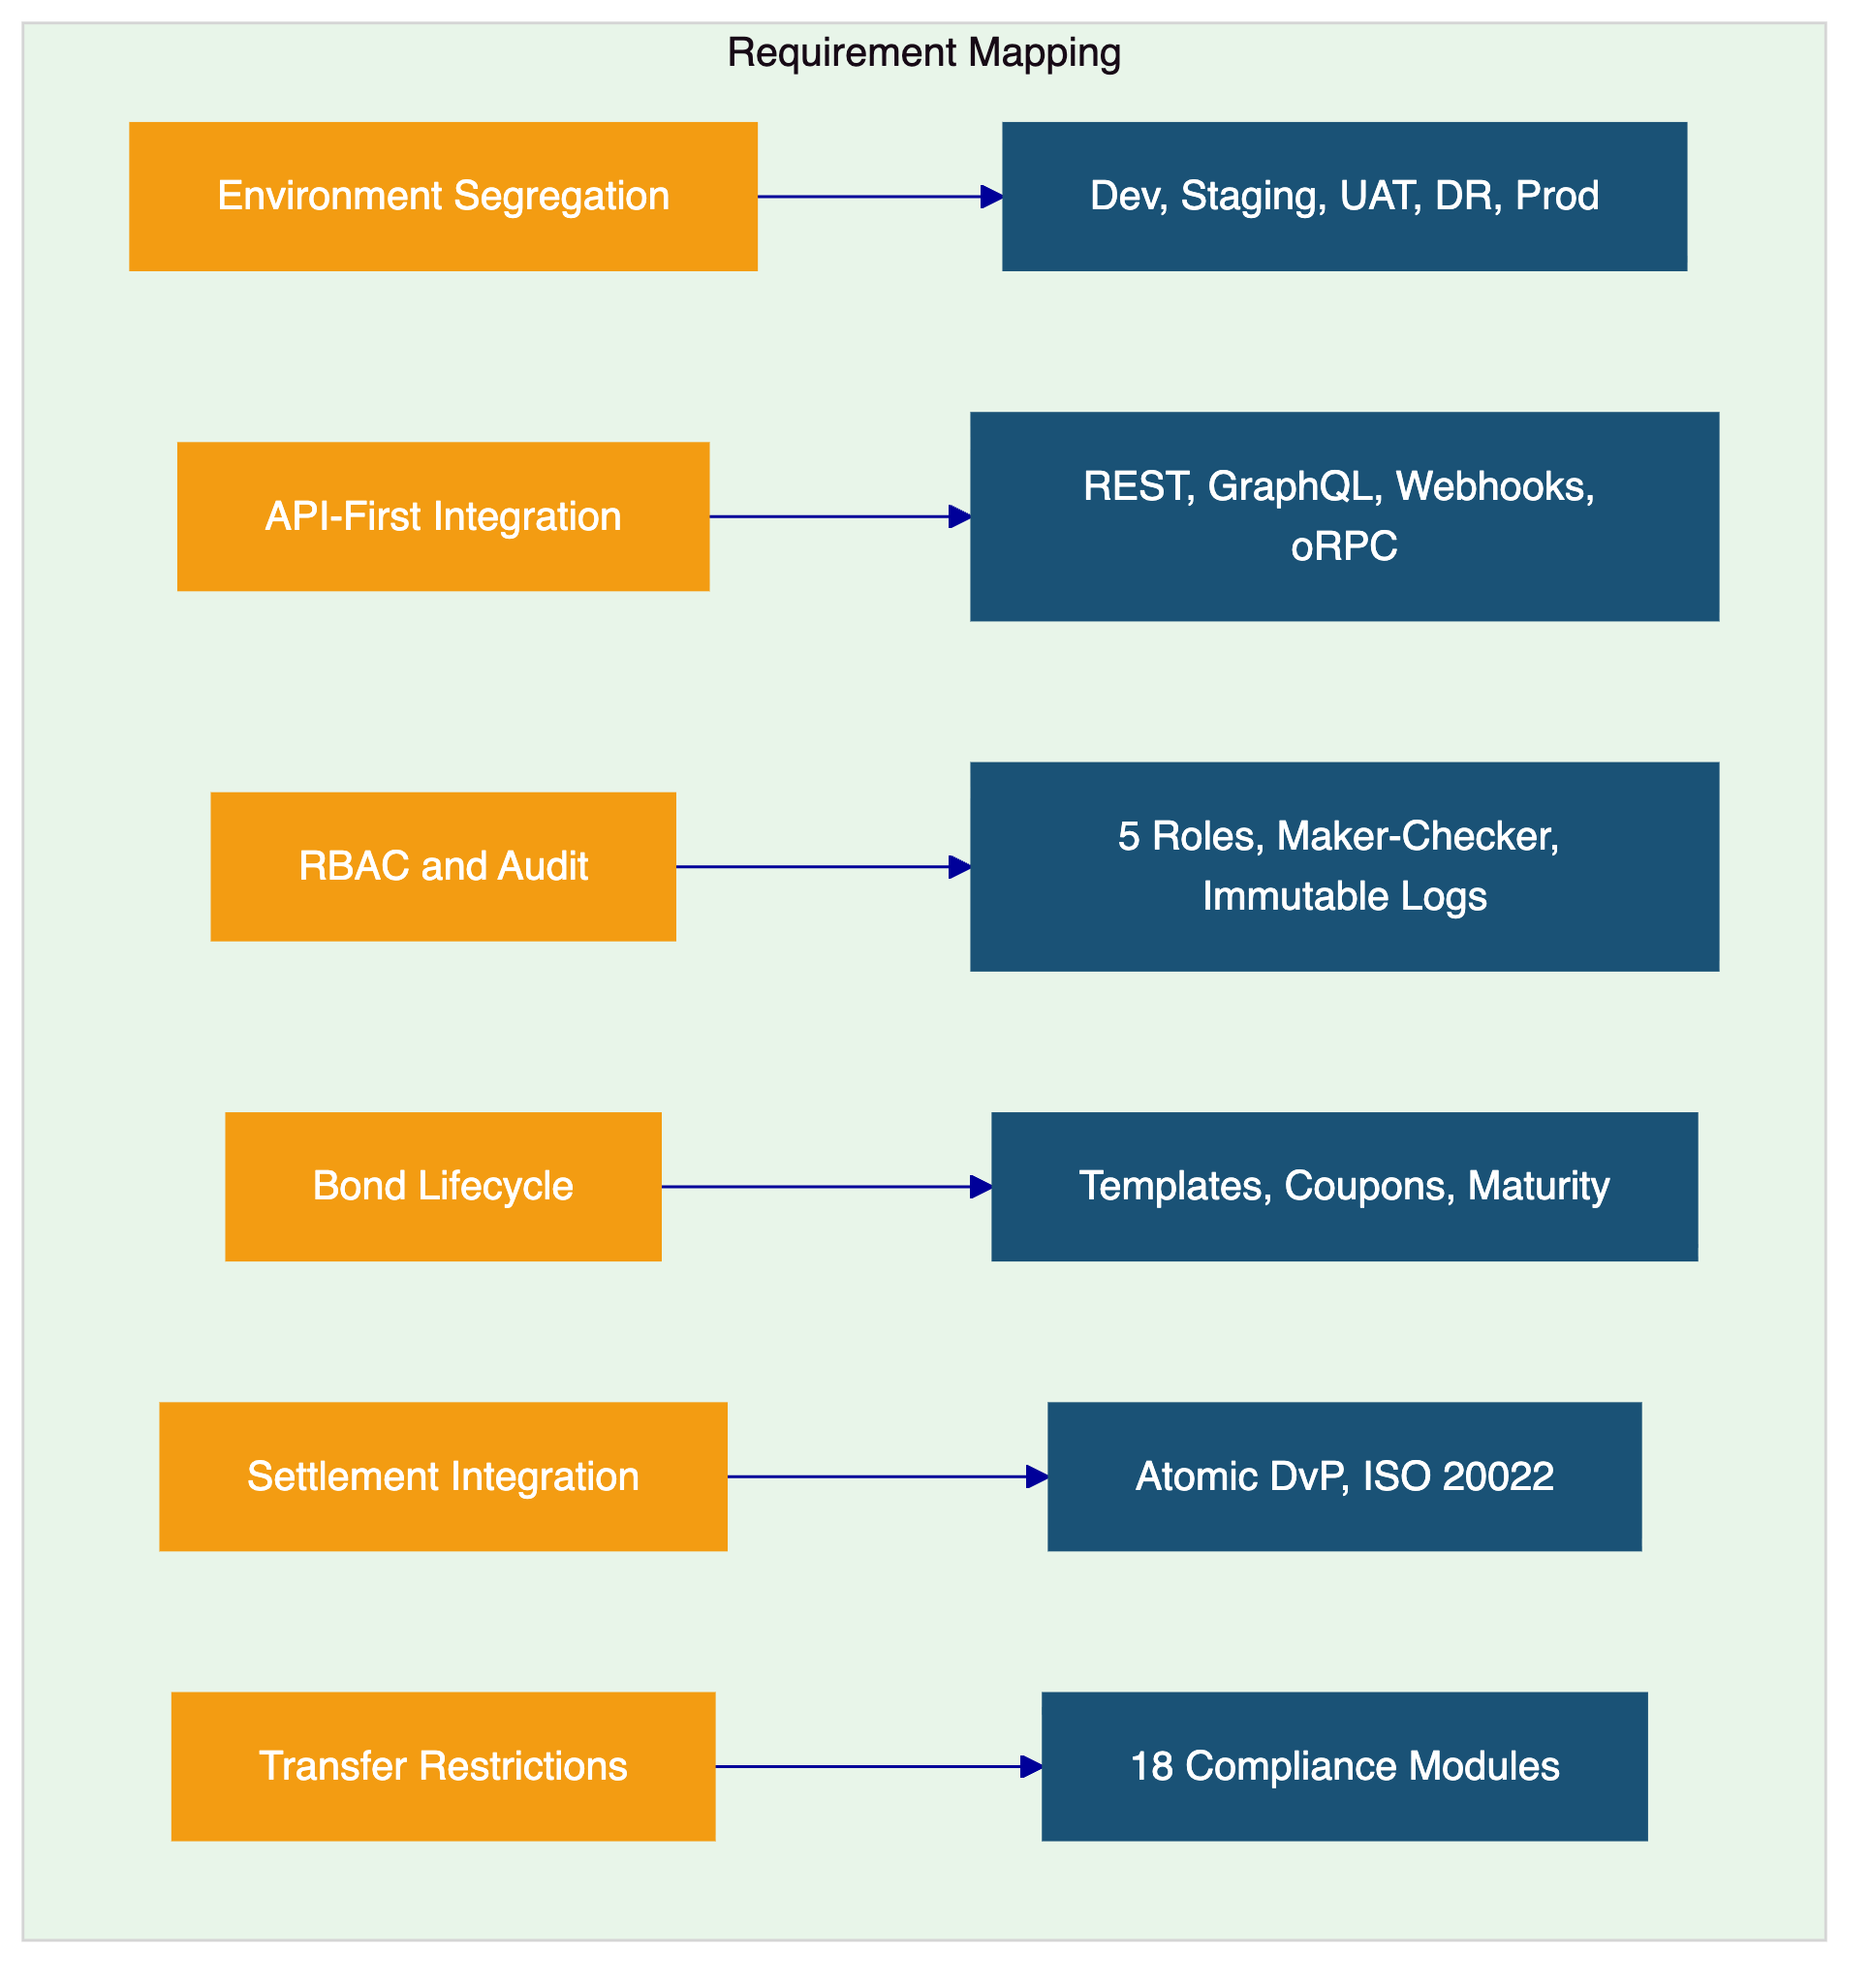 Requirement Mapping
Environment Segregation
Dev, Staging, UAT, DR, Prod
API-First Integration
REST, GraphQL, Webhooks,
oRPC
RBAC and Audit
5 Roles, Maker-Checker,
Immutable Logs
Bond Lifecycle
Templates, Coupons, Maturity
Settlement Integration
Atomic DvP, ISO 20022
Transfer Restrictions
18 Compliance Modules